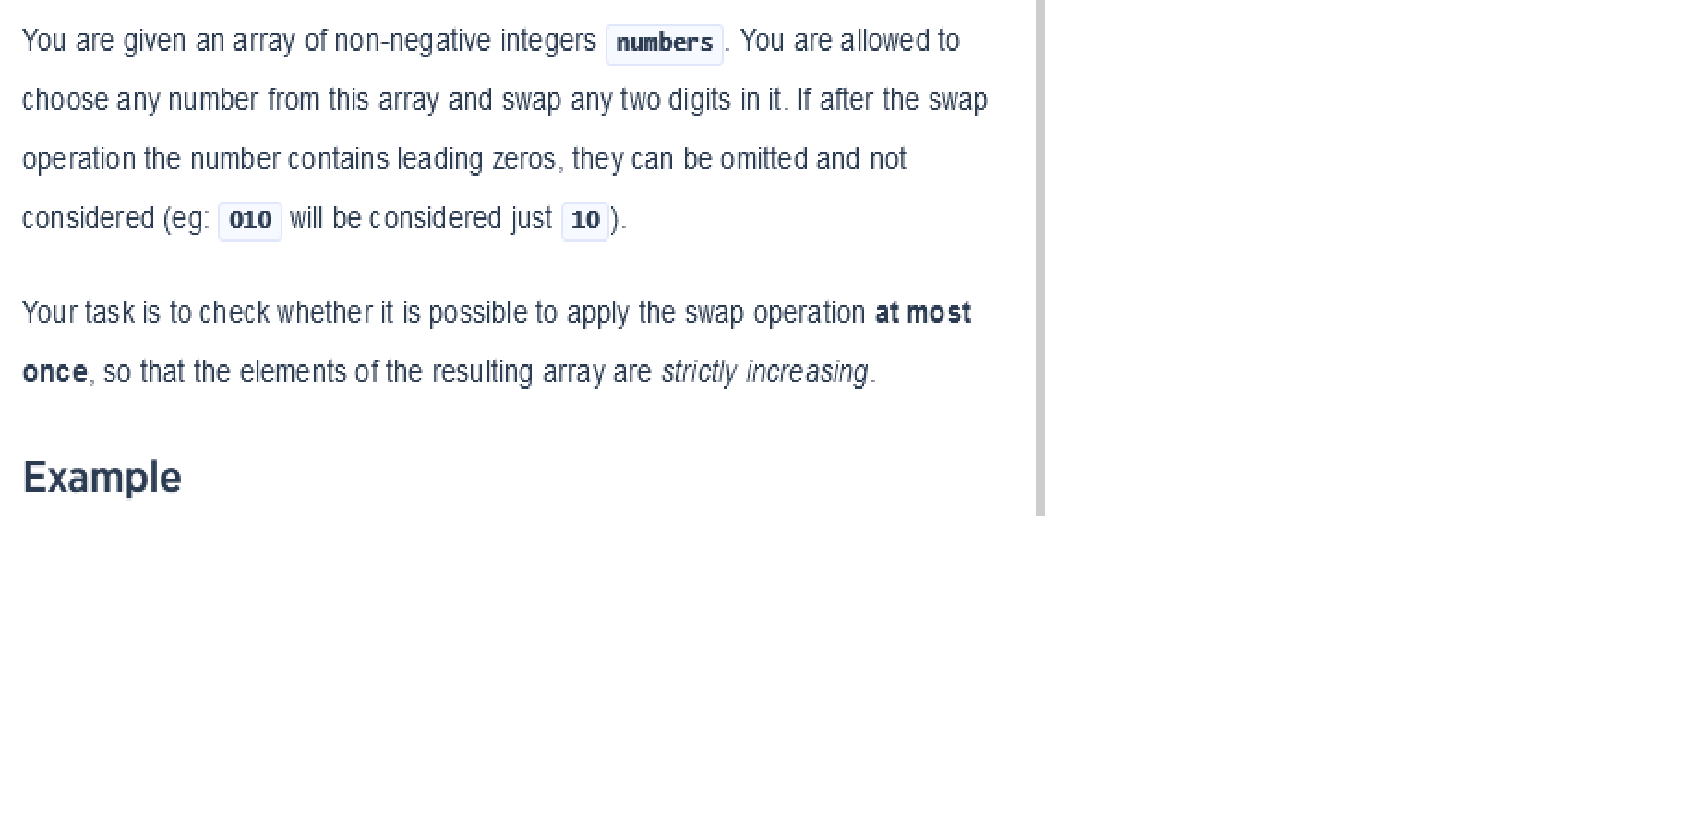 You are given an array of non-negative integers numbers. You are allowed to
choose any number from this array and swap any two digits in it. If after the swap
operation the number contains leading zeros, they can be omitted and not
considered (eg: 010 will be considered just 10).
Your task is to check whether it is possible to apply the swap operation at most
once, so that the elements of the resulting array are strictly increasing.
Example